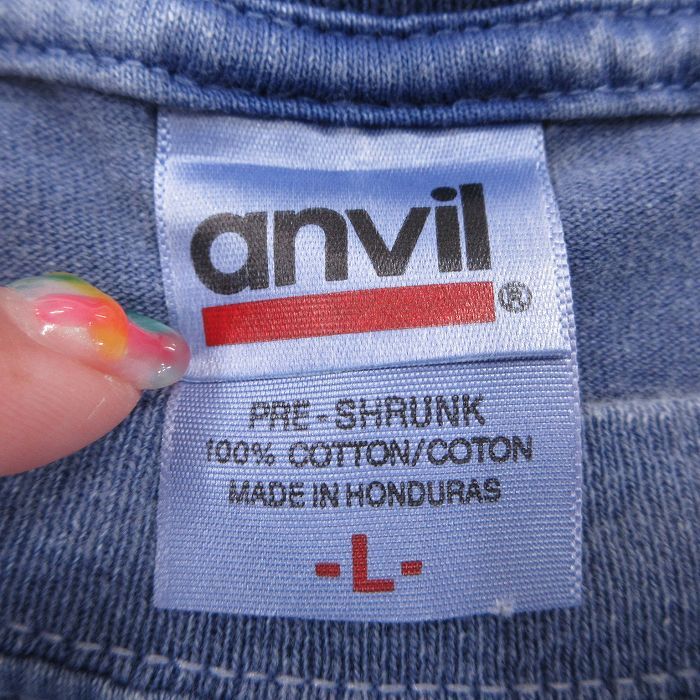 anvil®
PRE-SHRUNK
100% COTTON/COTON
MADE IN HONDURAS
-L-